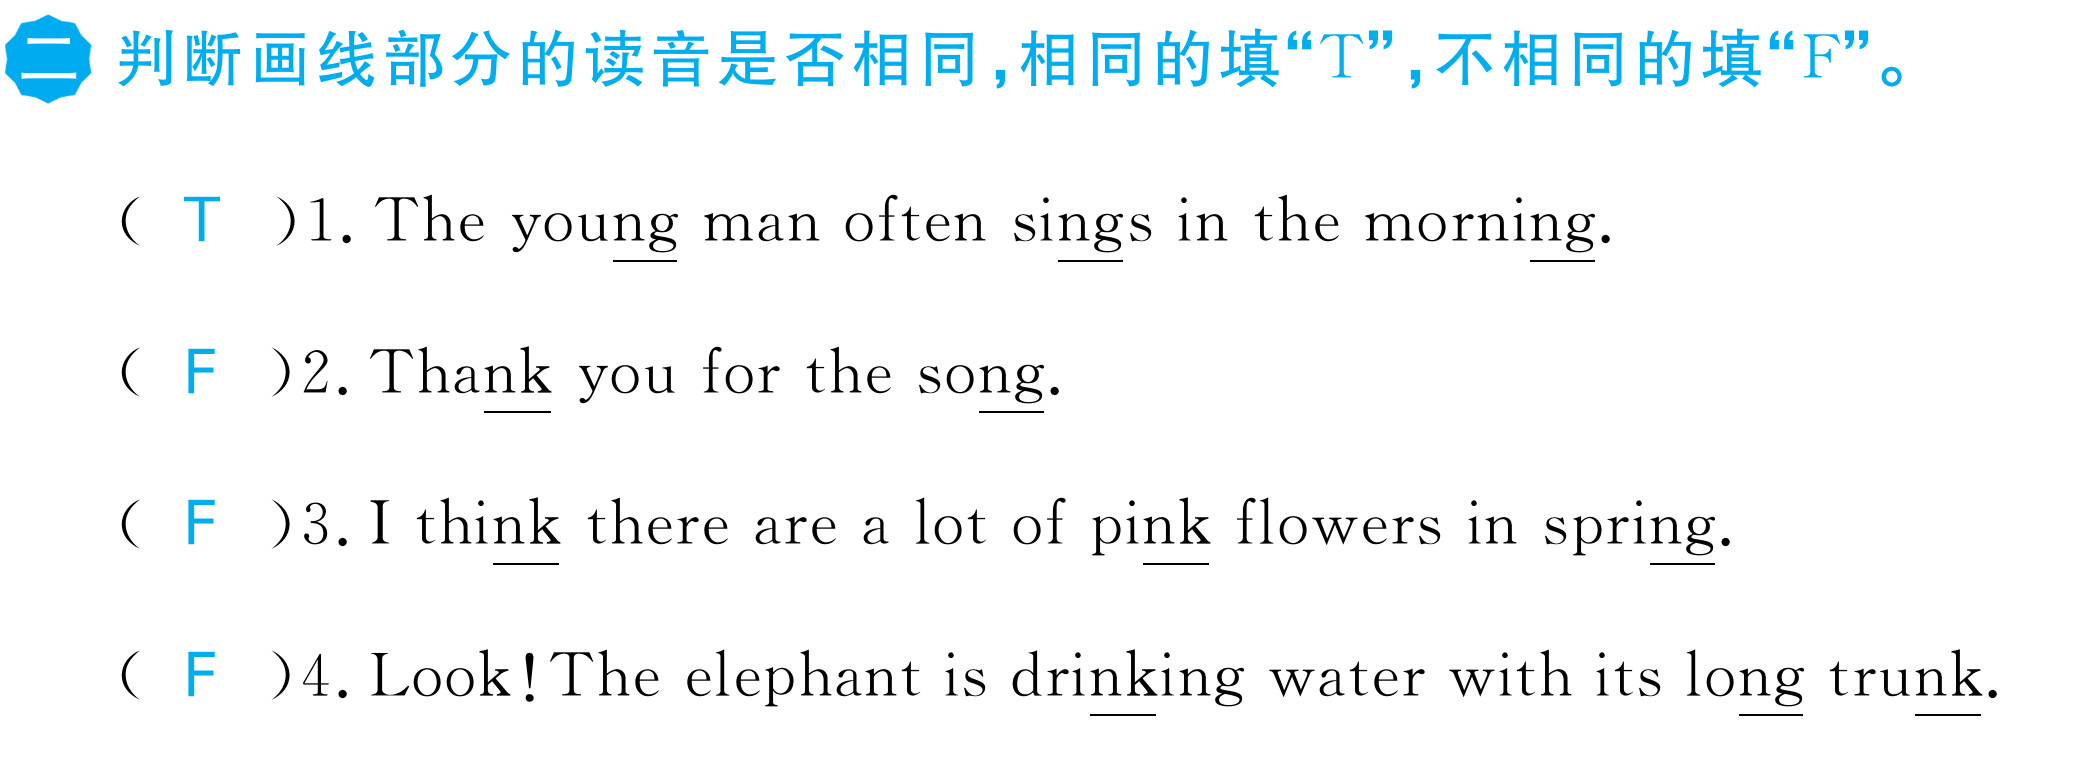 二 判断画线部分的读音是否相同,相同的填“T”,不相同的填“F”。
( T )1. The young man often sings in the morning.
( F )2. Thank you for the song.
( F )3. I think there are a lot of pink flowers in spring.
( F )4. Look! The elephant is drinking water with its long trunk.